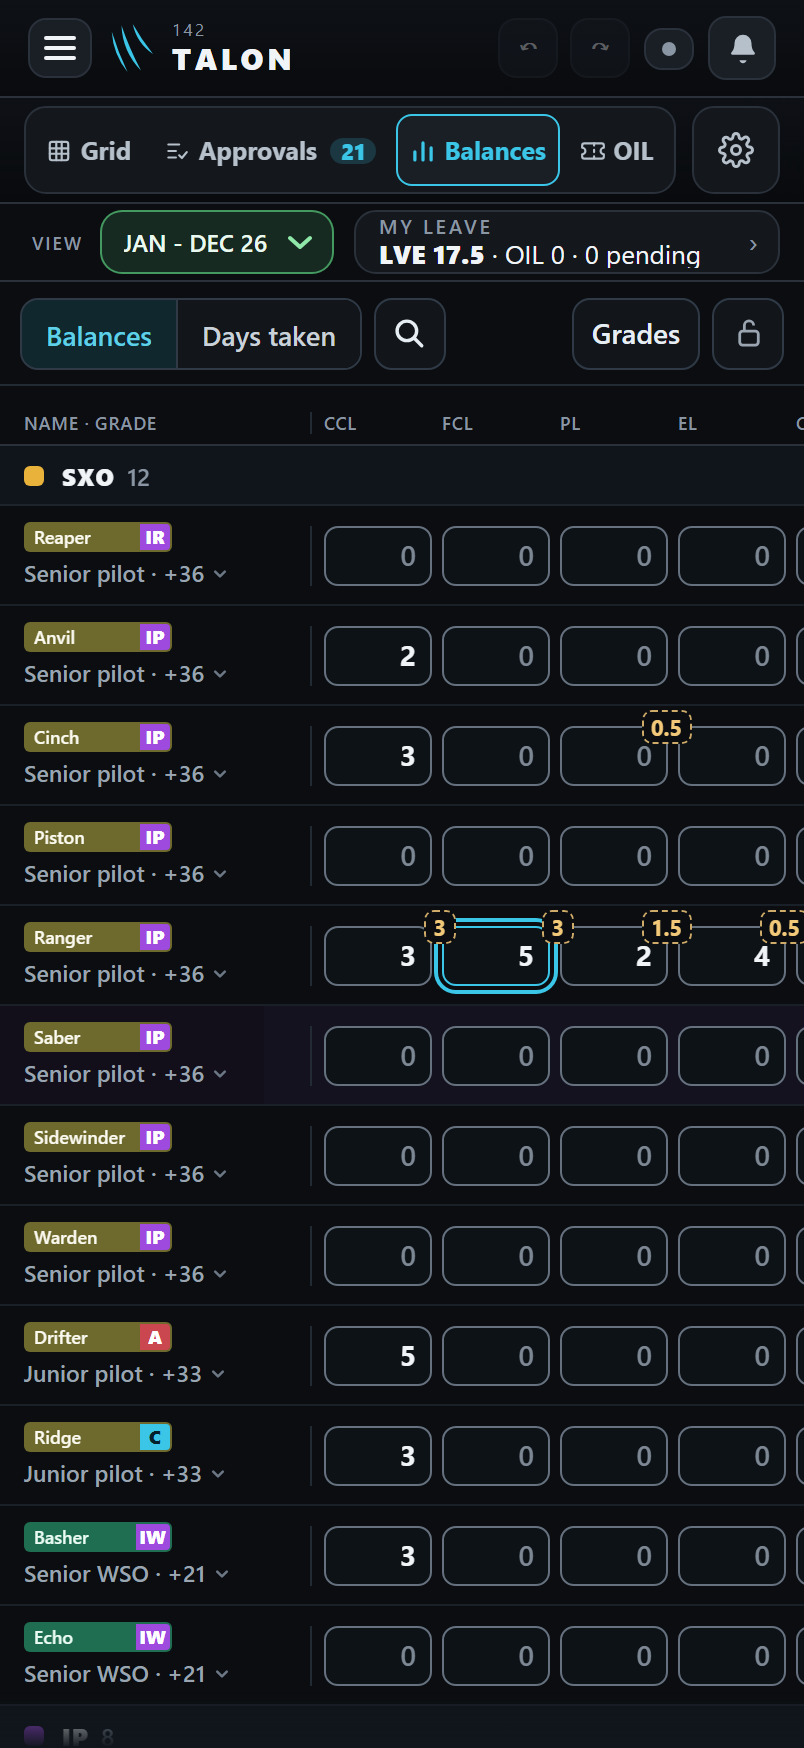 142
TALON
Grid Approvals 21 Balances OIL
VIEW JAN - DEC 26
MY LEAVE
LVE 17.5 · OIL 0 · 0 pending
Balances Days taken Grades
NAME · GRADE CCL FCL PL EL
SXO 12
Reaper IR
Senior pilot · +36
0 0 0 0
Anvil IP
Senior pilot · +36
2 0 0 0
Cinch IP
Senior pilot · +36
0.5
3 0 0 0
Piston IP
Senior pilot · +36
0 0 0 0
Ranger IP
Senior pilot · +36
3 3 1.5 0.5
3 5 2 4
Saber IP
Senior pilot · +36
0 0 0 0
Sidewinder IP
Senior pilot · +36
0 0 0 0
Warden IP
Senior pilot · +36
0 0 0 0
Drifter A
Junior pilot · +33
5 0 0 0
Ridge C
Junior pilot · +33
3 0 0 0
Basher IW
Senior WSO · +21
3 0 0 0
Echo IW
Senior WSO · +21
0 0 0 0
IP 8